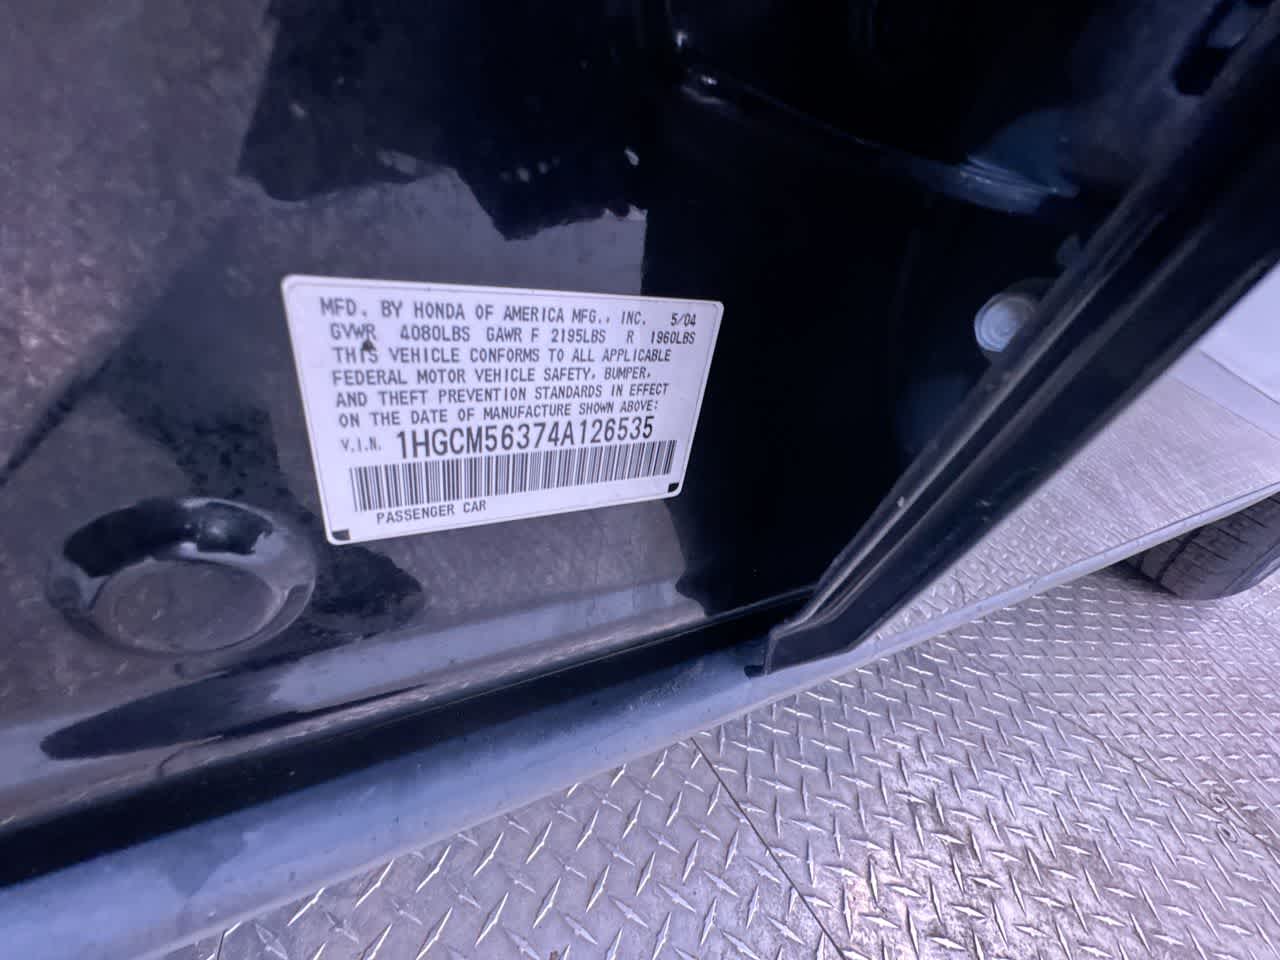 MFD. BY HONDA OF AMERICA MFG., INC. 5/04
GVWR 4080LBS GAWR F 2195LBS R 1960LBS
THIS VEHICLE CONFORMS TO ALL APPLICABLE
FEDERAL MOTOR VEHICLE SAFETY, BUMPER,
AND THEFT PREVENTION STANDARDS IN EFFECT
ON THE DATE OF MANUFACTURE SHOWN ABOVE:
V.I.N. 1HGCM56374A126535
PASSENGER CAR